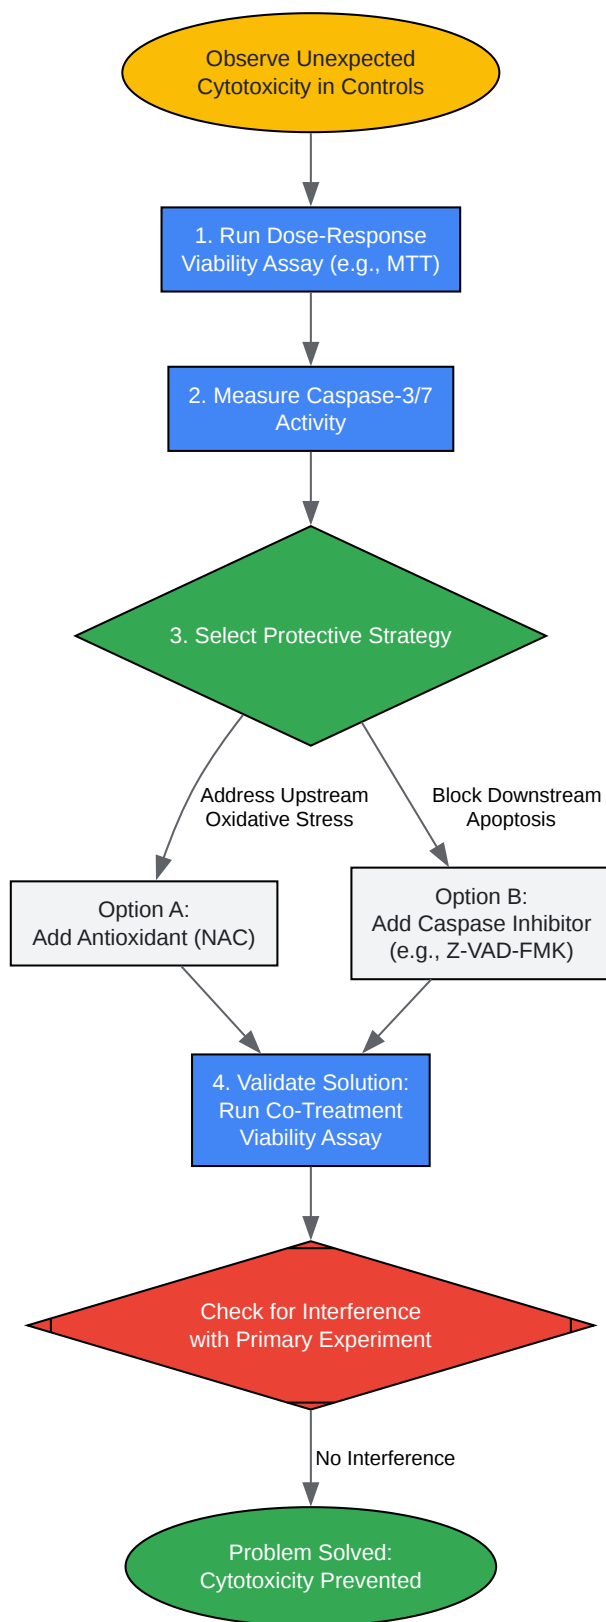 Observe Unexpected
Cytotoxicity in Controls
1. Run Dose-Response
Viability Assay (e.g., MTT)
2. Measure Caspase-3/7
Activity
3. Select Protective Strategy
Address Upstream
Oxidative Stress
Block Downstream
Apoptosis
Option A:
Add Antioxidant (NAC)
Option B:
Add Caspase Inhibitor
(e.g., Z-VAD-FMK)
4. Validate Solution:
Run Co-Treatment
Viability Assay
Check for Interference
with Primary Experiment
No Interference
Problem Solved:
Cytotoxicity Prevented